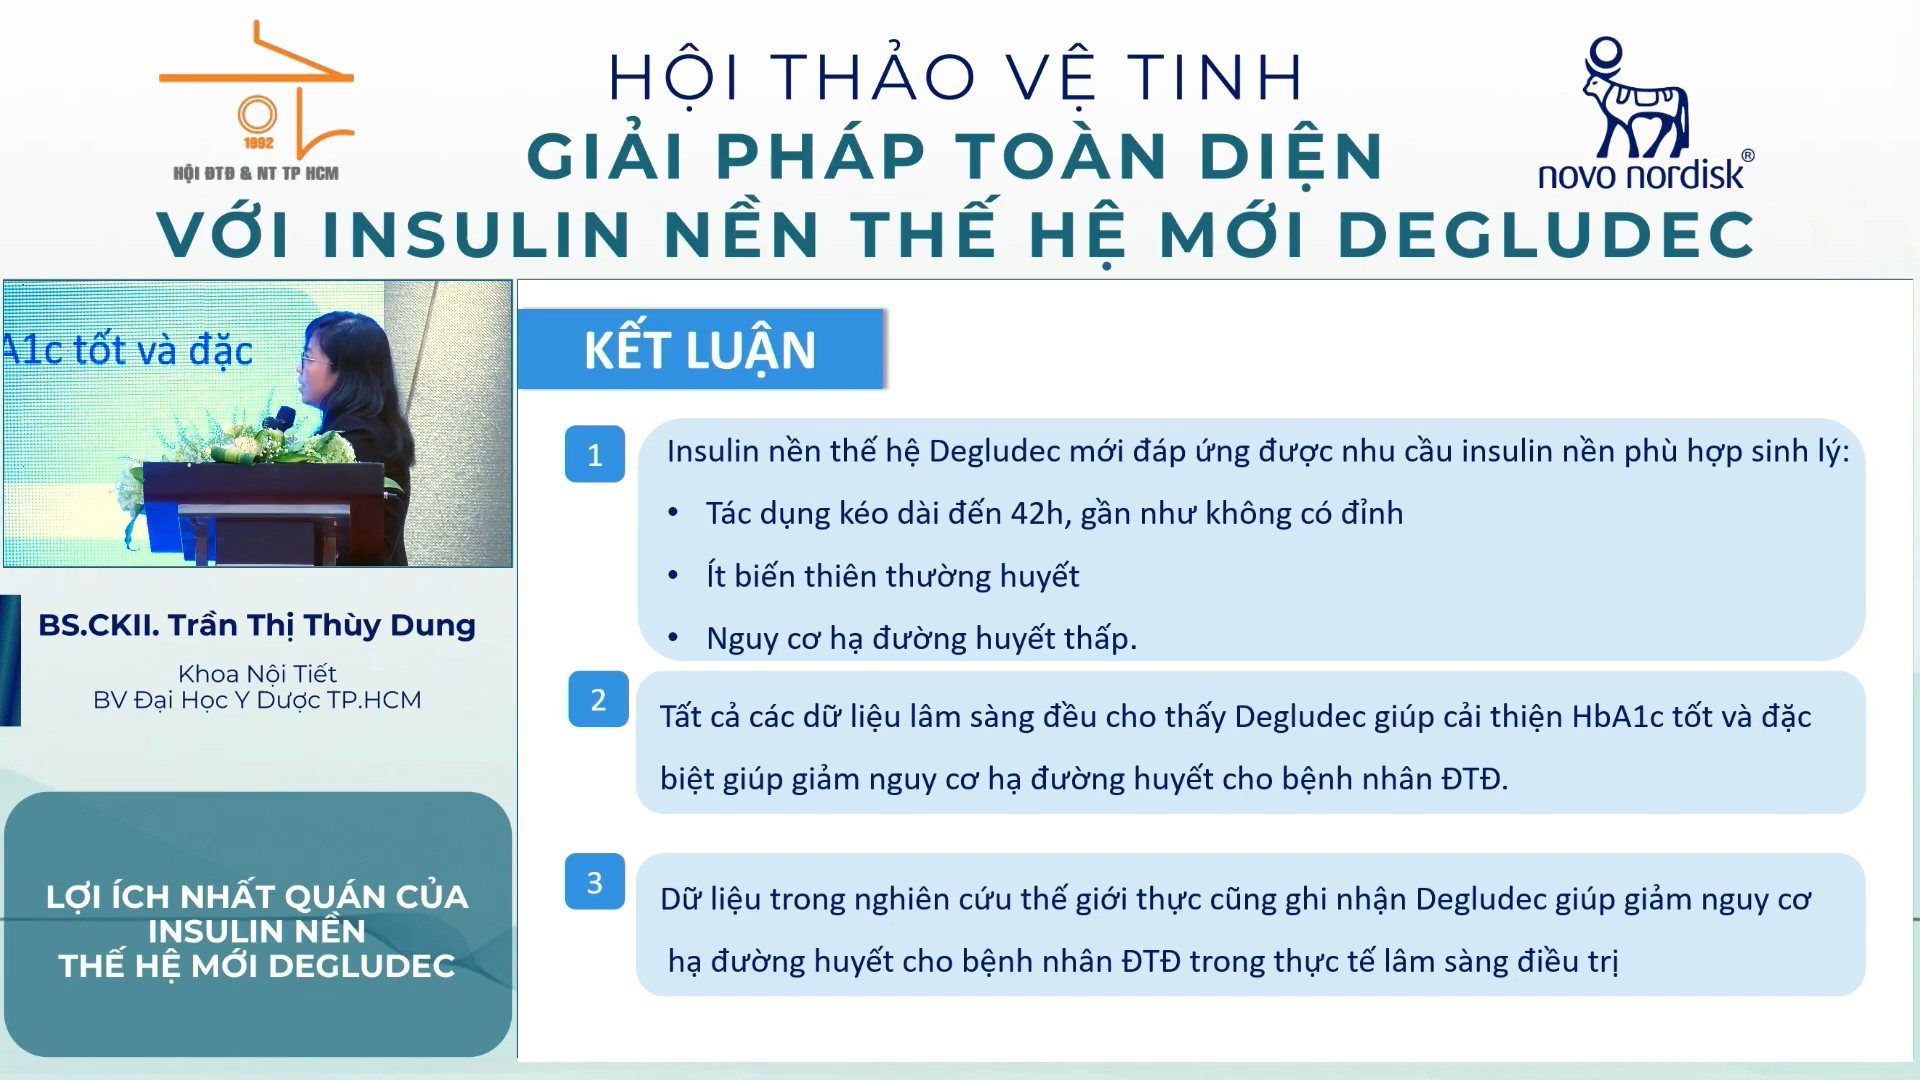 HỘI THẢO VỆ TINH
GIẢI PHÁP TOÀN DIỆN
VỚI INSULIN NỀN THẾ HỆ MỚI DEGLUDEC
1992
HỘI ĐTĐ & NT TP HCM
novo nordisk®
A1c tốt và đặc
BS.CKII. Trần Thị Thùy Dung
Khoa Nội Tiết
BV Đại Học Y Dược TP.HCM
LỢI ÍCH NHẤT QUÁN CỦA
INSULIN NỀN
THẾ HỆ MỚI DEGLUDEC
KẾT LUẬN
1
Insulin nền thế hệ Degludec mới đáp ứng được nhu cầu insulin nền phù hợp sinh lý:
• Tác dụng kéo dài đến 42h, gần như không có đỉnh
• Ít biến thiên thường huyết
• Nguy cơ hạ đường huyết thấp.
2
Tất cả các dữ liệu lâm sàng đều cho thấy Degludec giúp cải thiện HbA1c tốt và đặc
biệt giúp giảm nguy cơ hạ đường huyết cho bệnh nhân ĐTĐ.
3
Dữ liệu trong nghiên cứu thế giới thực cũng ghi nhận Degludec giúp giảm nguy cơ
hạ đường huyết cho bệnh nhân ĐTĐ trong thực tế lâm sàng điều trị